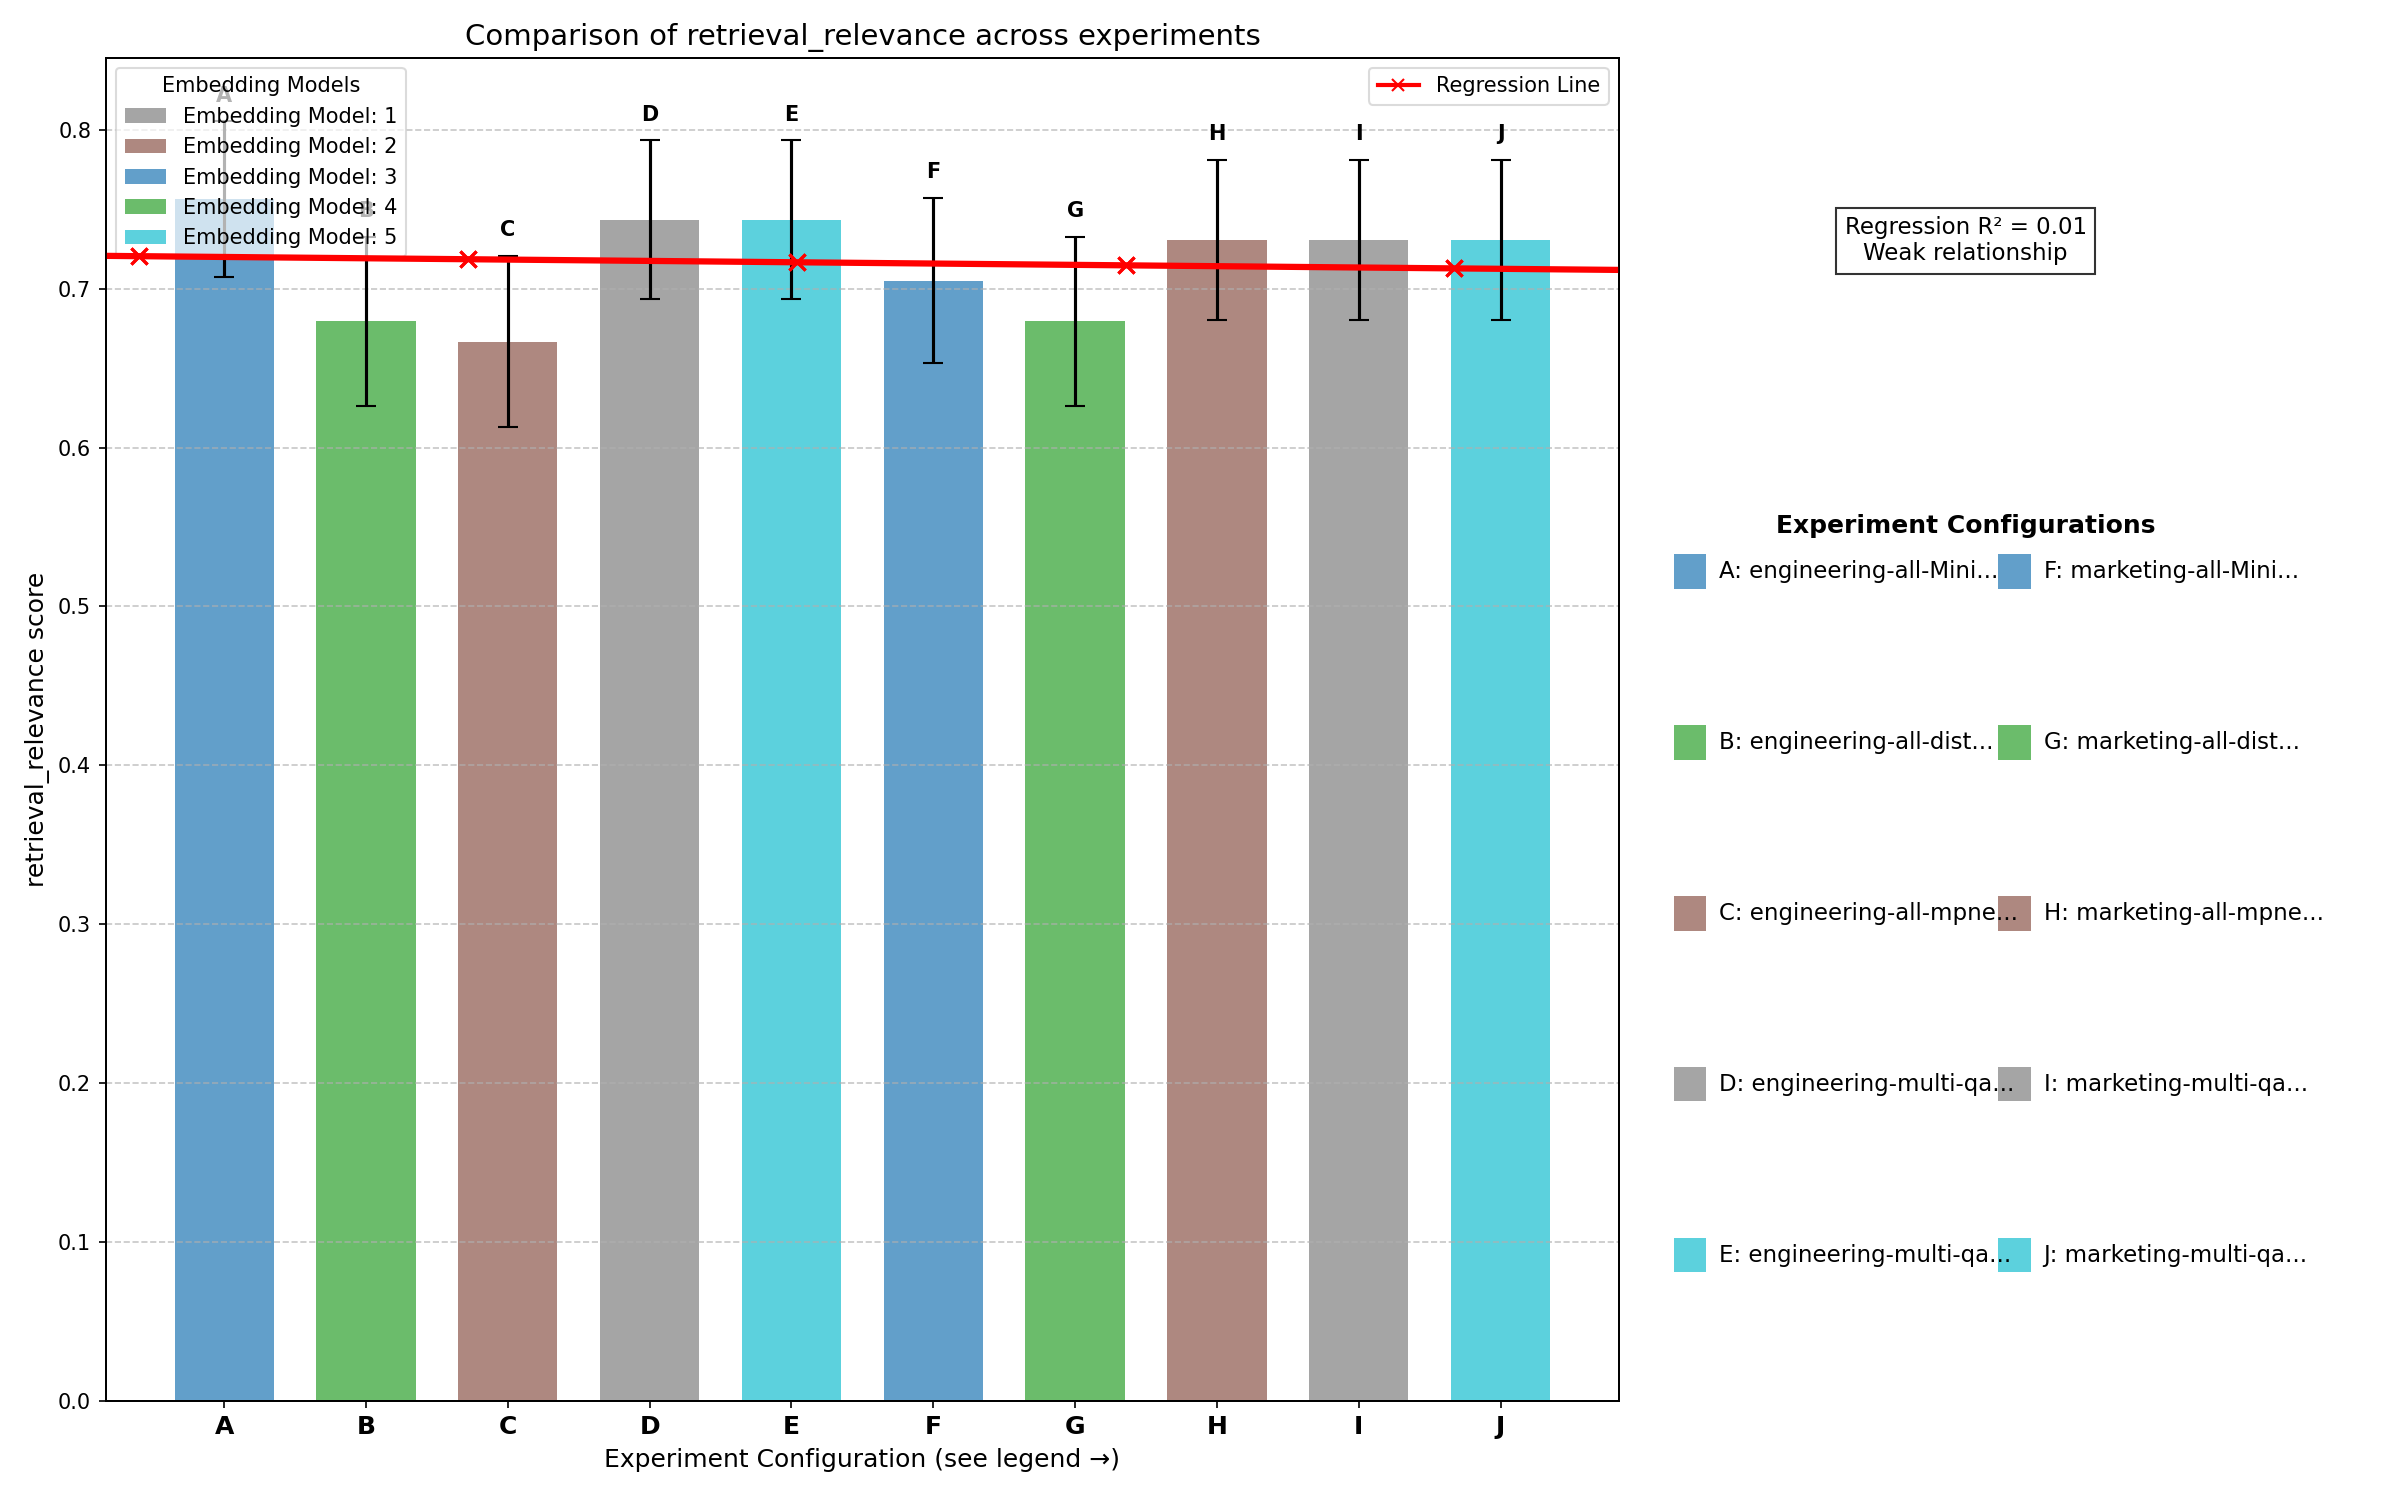 Comparison of retrieval_relevance across experiments
Embedding Models
Embedding Model: 1
Embedding Model: 2
Embedding Model: 3
Embedding Model: 4
Embedding Model: 5
Regression Line
A
B
C
D
E
F
G
H
I
J
0.8
0.7
0.6
0.5
0.4
0.3
0.2
0.1
0.0
retrieval_relevance score
A
B
C
D
E
F
G
H
I
J
Experiment Configuration (see legend →)
Regression R² = 0.01
Weak relationship
Experiment Configurations
A: engineering-all-Mini...
F: marketing-all-Mini...
B: engineering-all-dist...
G: marketing-all-dist...
C: engineering-all-mpne...
H: marketing-all-mpne...
D: engineering-multi-qa...
I: marketing-multi-qa...
E: engineering-multi-qa...
J: marketing-multi-qa...